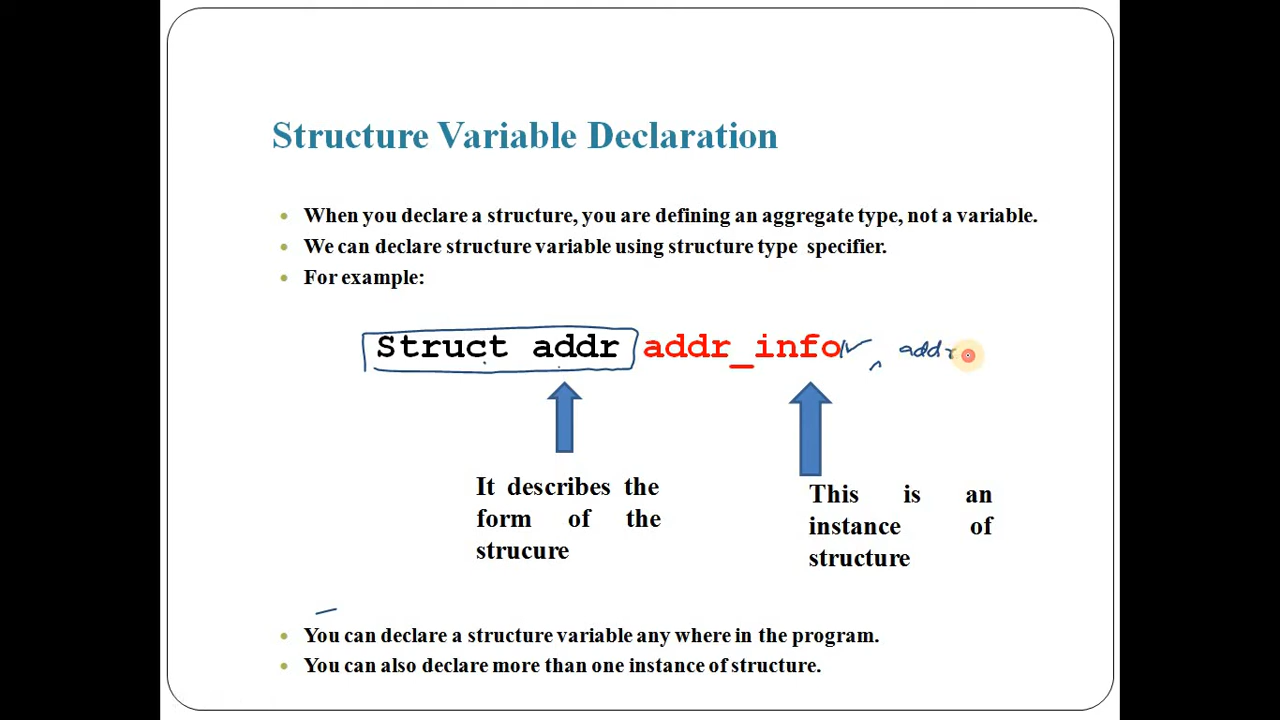 Structure Variable Declaration
• When you declare a structure, you are defining an aggregate type, not a variable.
• We can declare structure variable using structure type specifier.
• For example:
Struct addr addr_info , addr
It describes the
form of the
strucure
This is an
instance of
structure
• You can declare a structure variable any where in the program.
• You can also declare more than one instance of structure.